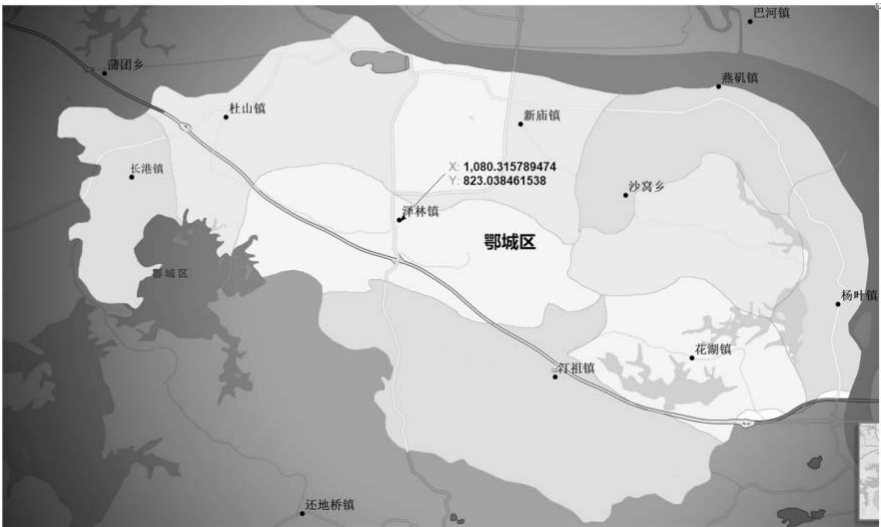 巴河镇
蒲团乡
燕矶镇
杜山镇
新庙镇
长港镇
X: 1,080.315789474
Y: 823.038461538
沙窝乡
泽林镇
鄂城区
鄂城区
杨叶镇
花湖镇
汀祖镇
还地桥镇